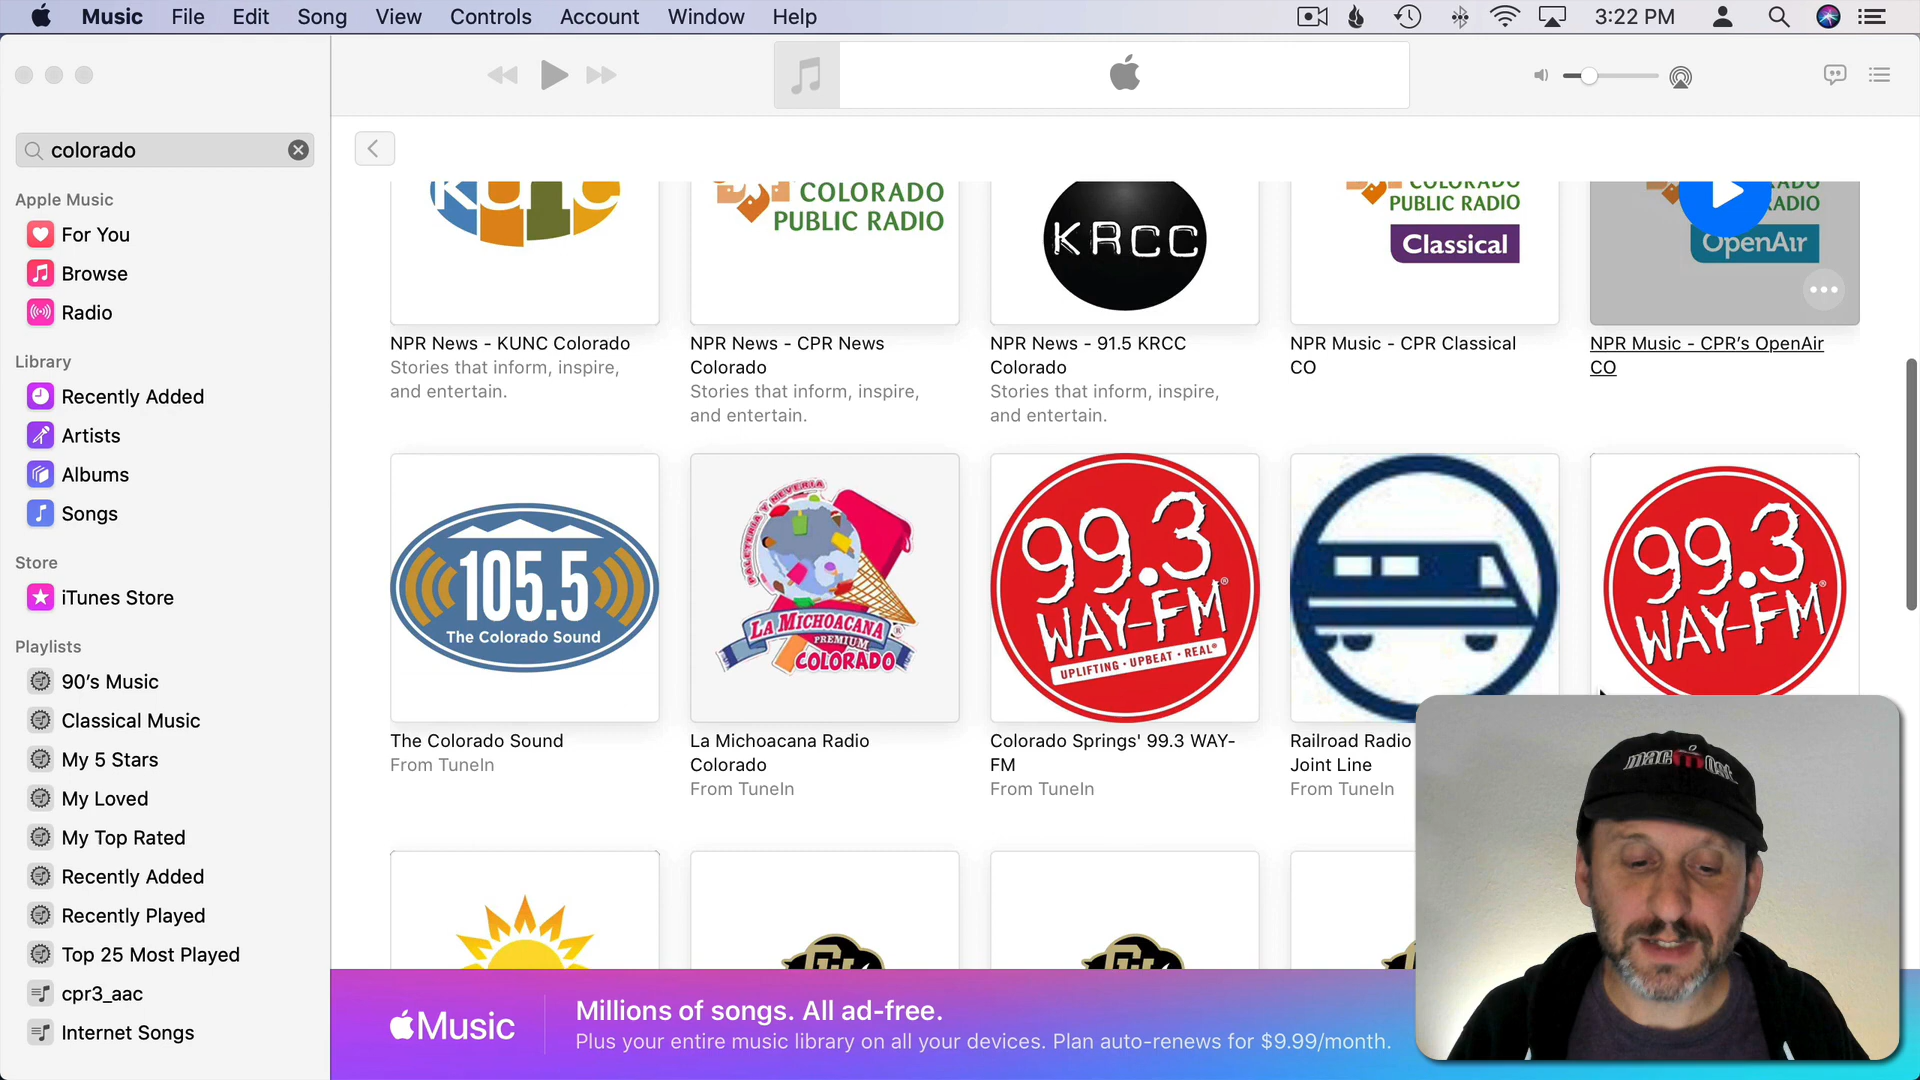 Music File Edit Song View Controls Account Window Help 3:22 PM
colorado
Apple Music
For You
Browse
Radio
Library
Recently Added
Artists
Albums
Songs
Store
iTunes Store
Playlists
90's Music
Classical Music
My 5 Stars
My Loved
My Top Rated
Recently Added
Recently Played
Top 25 Most Played
cpr3_aac
Internet Songs
kunc
COLORADO
PUBLIC RADIO
KRCC
COLORADO
PUBLIC RADIO
Classical
RADIO
OpenAir
NPR News - KUNC Colorado
Stories that inform, inspire,
and entertain.
NPR News - CPR News
Colorado
Stories that inform, inspire,
and entertain.
NPR News - 91.5 KRCC
Colorado
Stories that inform, inspire,
and entertain.
NPR Music - CPR Classical
CO
NPR Music - CPR's OpenAir
CO
105.5
The Colorado Sound
PALETERIA Y NEVERIA
LA MICHOACANA
PREMIUM
COLORADO
99.3
WAY-FM
UPLIFTING · UPBEAT · REAL®
99.3
WAY-FM
The Colorado Sound
From TuneIn
La Michoacana Radio
Colorado
From TuneIn
Colorado Springs' 99.3 WAY-
FM
From TuneIn
Railroad Radio
Joint Line
From TuneIn
Music
Millions of songs. All ad-free.
Plus your entire music library on all your devices. Plan auto-renews for $9.99/month.
macmost